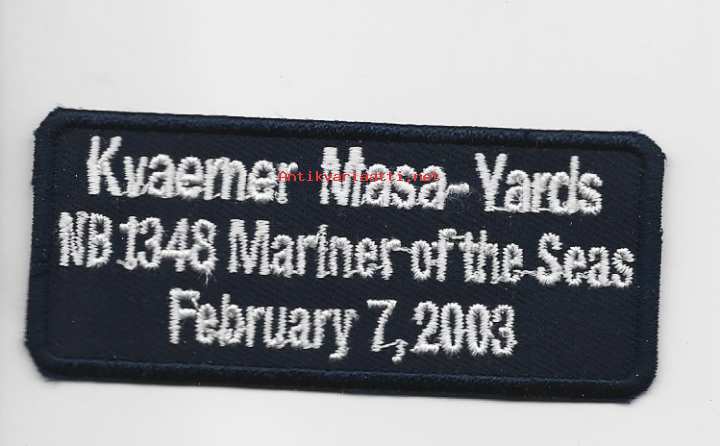 Kvaerner Masa-Yards
Antikvariaatti.net
NB 1348 Mariner of the Seas
February 7, 2003